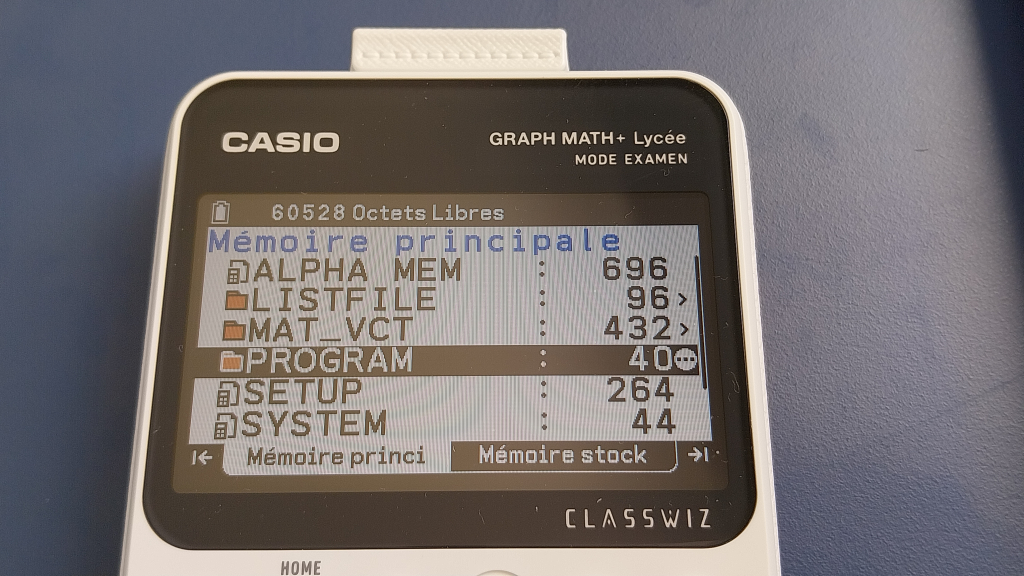 CASIO
GRAPH MATH+ Lycée
MODE EXAMEN
60528 Octets Libres
Mémoire principale
ALPHA MEM : 696
LISTFILE : 96
MAT_VCT : 432
PROGRAM : 40
SETUP : 264
SYSTEM : 44
Mémoire princi Mémoire stock
CLASSWIZ
HOME